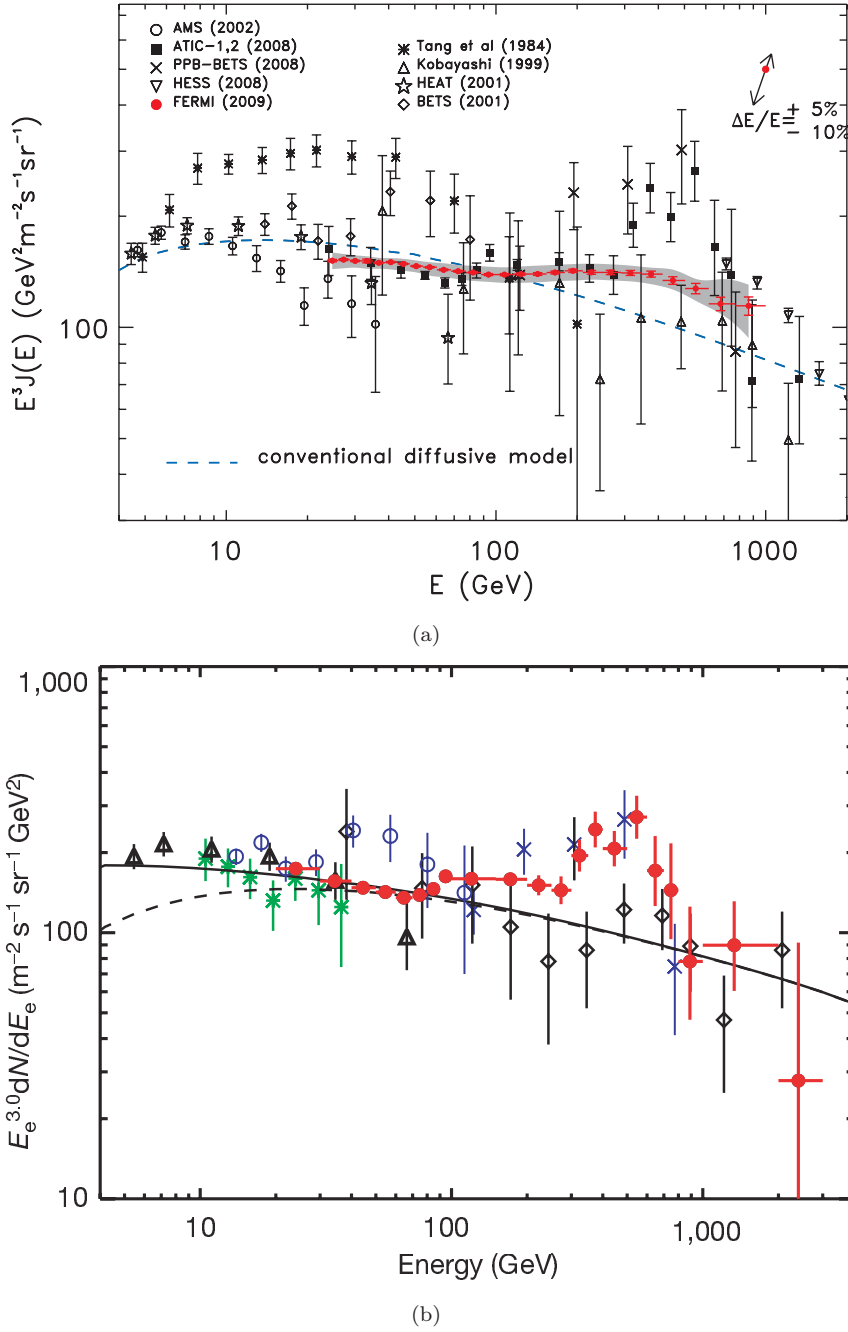 AMS (2002)
ATIC-1,2 (2008)
PPB-BETS (2008)
HESS (2008)
FERMI (2009)
Tang et al (1984)
Kobayashi (1999)
HEAT (2001)
BETS (2001)
ΔE/E=+ 5%
− 10%
E³J(E) (GeV²m⁻²s⁻¹sr⁻¹)
100
conventional diffusive model
10 100 1000
E (GeV)
(a)
1,000
100
10
Eₑ³·⁰dN/dEₑ (m⁻² s⁻¹ sr⁻¹ GeV²)
10 100 1,000
Energy (GeV)
(b)